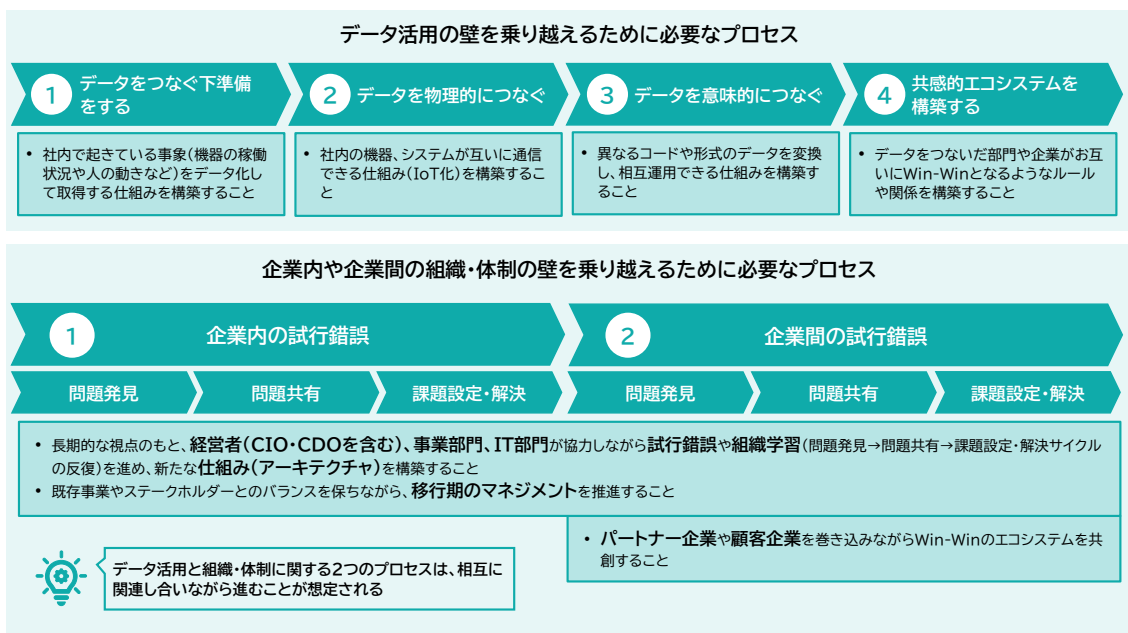 データ活用の壁を乗り越えるために必要なプロセス
1
データをつなぐ下準備
をする
2
データを物理的につなぐ
3
データを意味的につなぐ
4
共感的エコシステムを
構築する
• 社内で起きている事象(機器の稼働
状況や人の動きなど)をデータ化し
て取得する仕組みを構築すること
• 社内の機器、システムが互いに通信
できる仕組み(IoT化)を構築するこ
と
• 異なるコードや形式のデータを変換
し、相互運用できる仕組みを構築す
ること
• データをつないだ部門や企業がお互
いにWin-Winとなるようなルール
や関係を構築すること
企業内や企業間の組織・体制の壁を乗り越えるために必要なプロセス
1
企業内の試行錯誤
2
企業間の試行錯誤
問題発見
問題共有
課題設定・解決
問題発見
問題共有
課題設定・解決
• 長期的な視点のもと、経営者(CIO・CDOを含む)、事業部門、IT部門が協力しながら試行錯誤や組織学習(問題発見→問題共有→課題設定・解決サイクル
の反復)を進め、新たな仕組み(アーキテクチャ)を構築すること
• 既存事業やステークホルダーとのバランスを保ちながら、移行期のマネジメントを推進すること
• パートナー企業や顧客企業を巻き込みながらWin-Winのエコシステムを共
創すること
データ活用と組織・体制に関する2つのプロセスは、相互に
関連し合いながら進むことが想定される